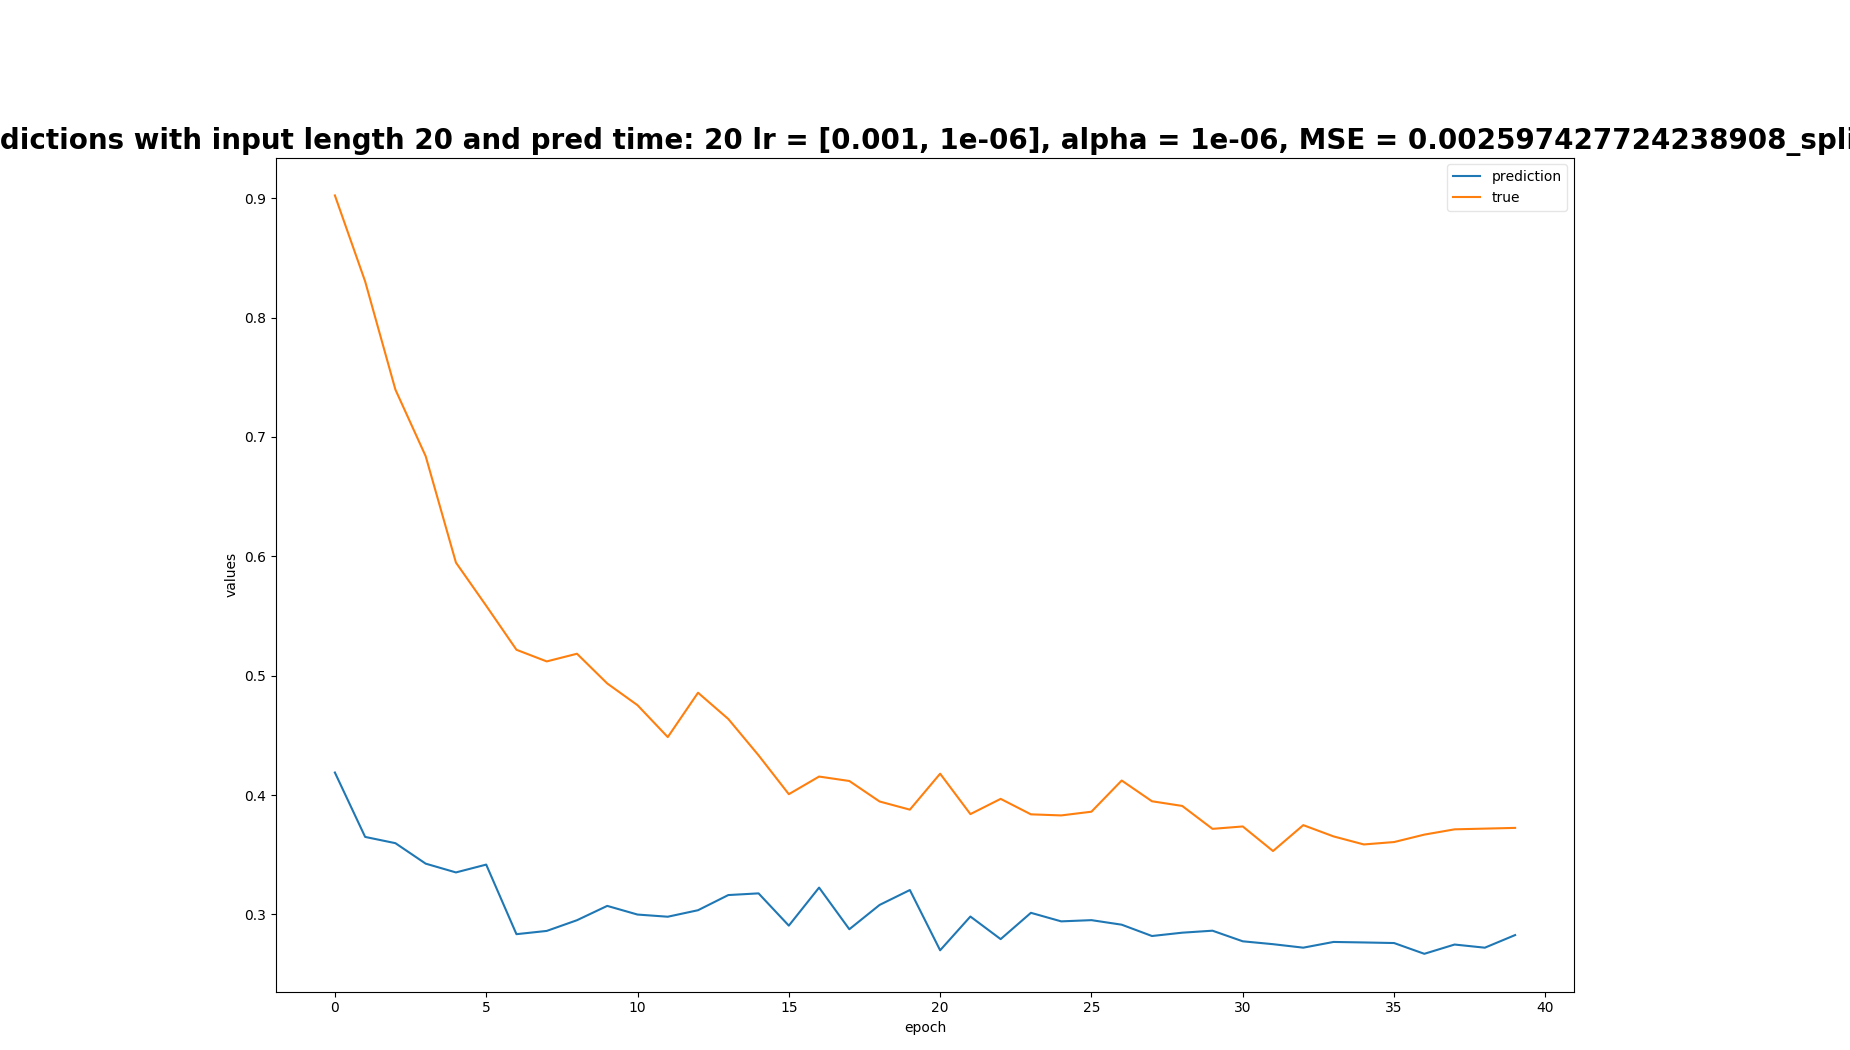 dictions with input length 20 and pred time: 20 lr = [0.001, 1e-06], alpha = 1e-06, MSE = 0.002597427724238908_spli
prediction
true
0.9
0.8
0.7
0.6
0.5
0.4
0.3
values
0 5 10 15 20 25 30 35 40
epoch